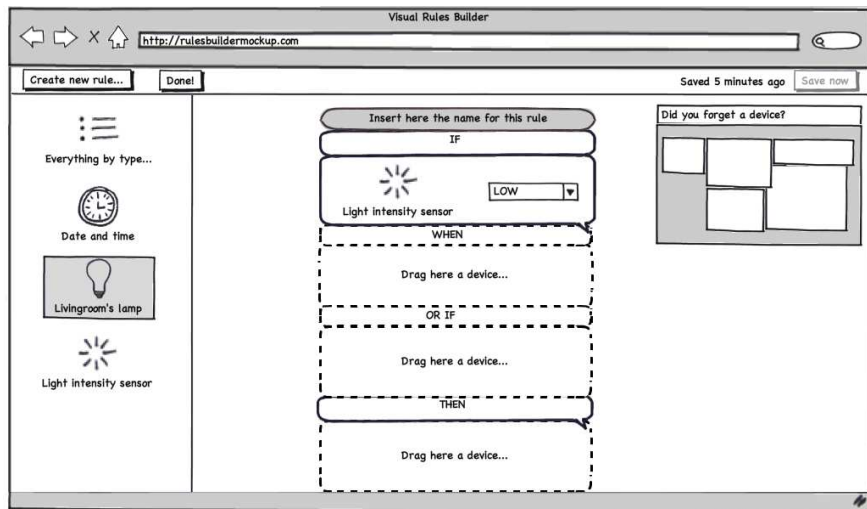 Visual Rules Builder
http://rulesbuildermockup.com
Create new rule...
Done!
Saved 5 minutes ago
Save now
Everything by type...
Date and time
Livingroom's lamp
Light intensity sensor
Insert here the name for this rule
IF
LOW
Light intensity sensor
WHEN
Drag here a device...
OR IF
Drag here a device...
THEN
Drag here a device...
Did you forget a device?